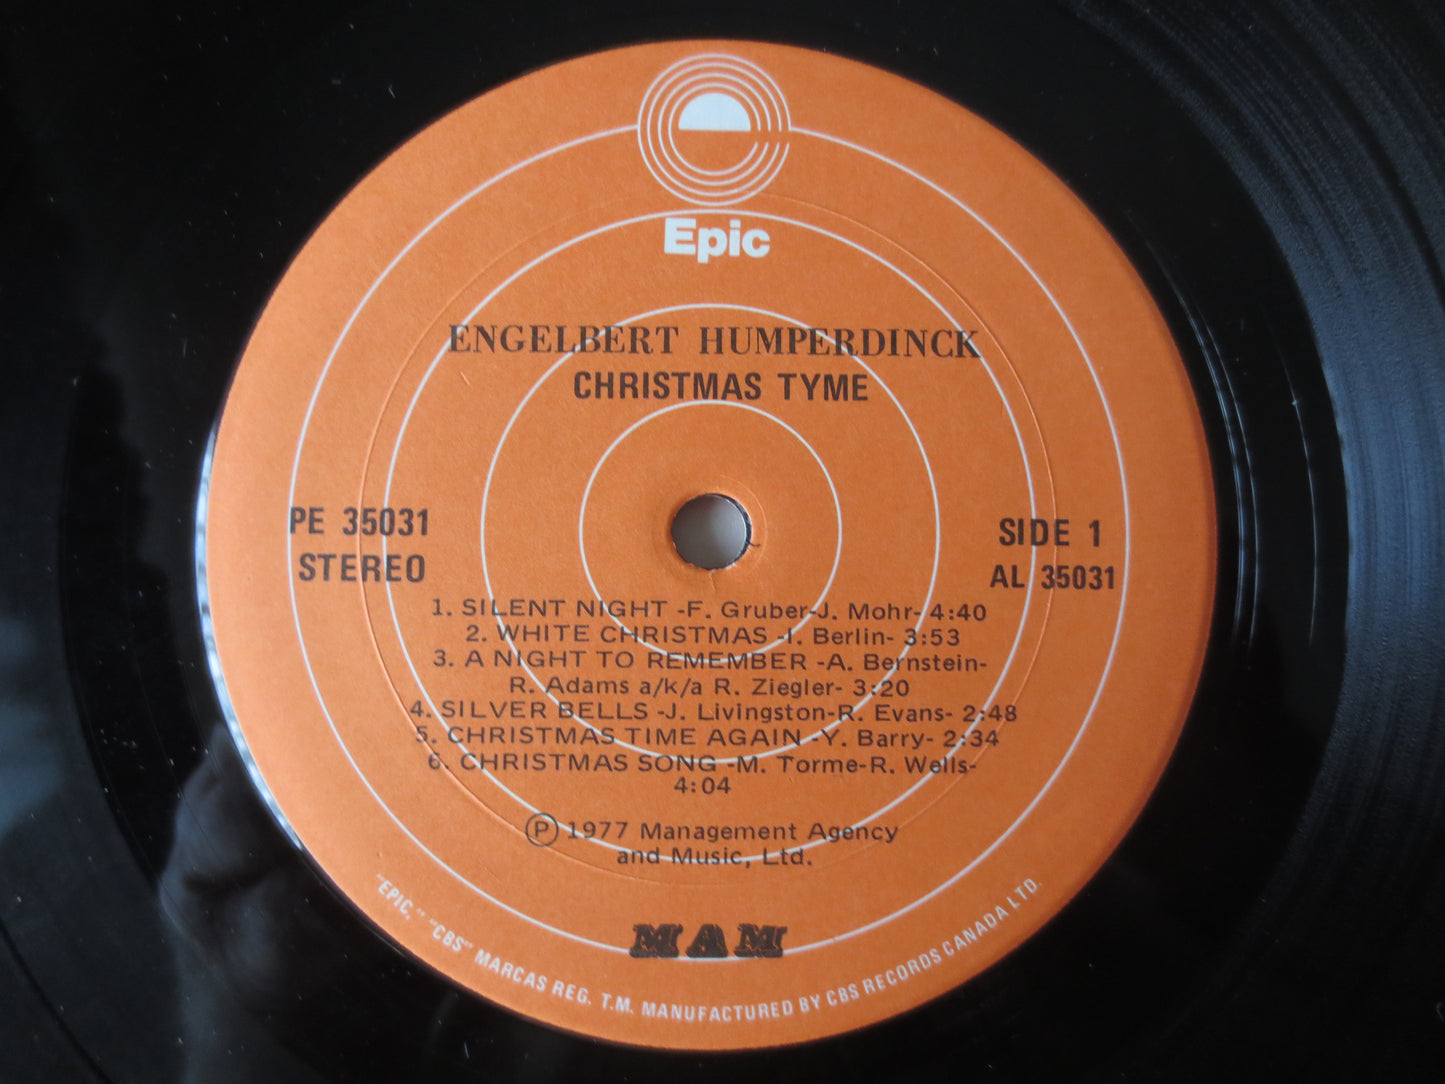 Epic
ENGELBERT HUMPERDINCK
CHRISTMAS TYME
PE 35031
STEREO
SIDE 1
AL 35031
1. SILENT NIGHT -F. Gruber-J. Mohr- 4:40
2. WHITE CHRISTMAS -I. Berlin- 3:53
3. A NIGHT TO REMEMBER -A. Bernstein-
R. Adams a/k/a R. Ziegler- 3:20
4. SILVER BELLS -J. Livingston-R. Evans- 2:48
5. CHRISTMAS TIME AGAIN -Y. Barry- 2:34
6. CHRISTMAS SONG -M. Torme-R. Wells-
4:04
Ⓟ 1977 Management Agency
and Music, Ltd.
MAM
"EPIC," "CBS" MARCAS REG. T.M. MANUFACTURED BY CBS RECORDS CANADA LTD.